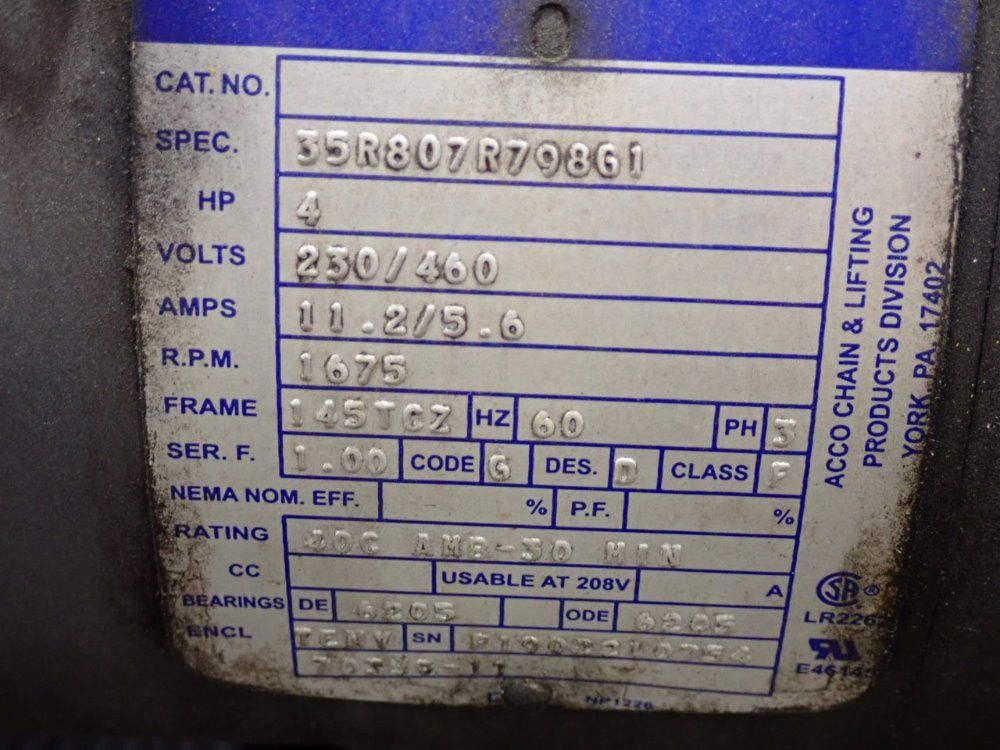 CAT. NO.
SPEC. 35R807R798G1
HP 4
VOLTS 230/460
AMPS 11.2/5.6
R.P.M. 1675
FRAME 145TCZ HZ 60 PH 3
SER. F. 1.00 CODE G DES. D CLASS F
NEMA NOM. EFF. % P.F. %
RATING 40C AMB-30 MIN
CC USABLE AT 208V A
BEARINGS DE 6205 ODE 6205
ENCL TENV SN
NP1226
ACCO CHAIN & LIFTING
PRODUCTS DIVISION
YORK, PA. 17402
SA ®